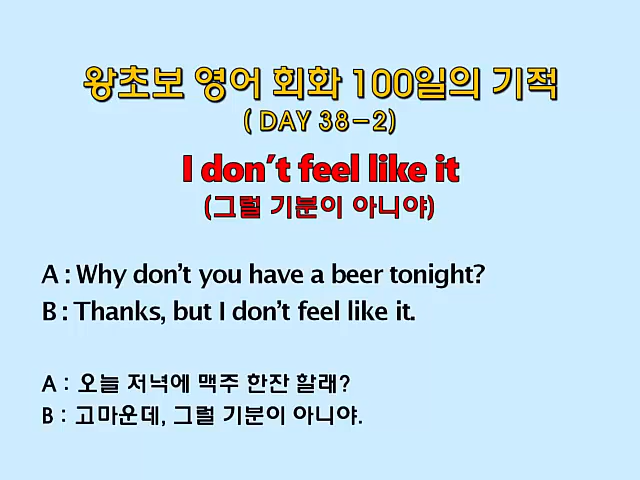 왕초보 영어 회화 100일의 기적
( DAY 38-2)
I don't feel like it
(그럴 기분이 아니야)
A : Why don't you have a beer tonight?
B : Thanks, but I don't feel like it.
A : 오늘 저녁에 맥주 한잔 할래?
B : 고마운데, 그럴 기분이 아니야.